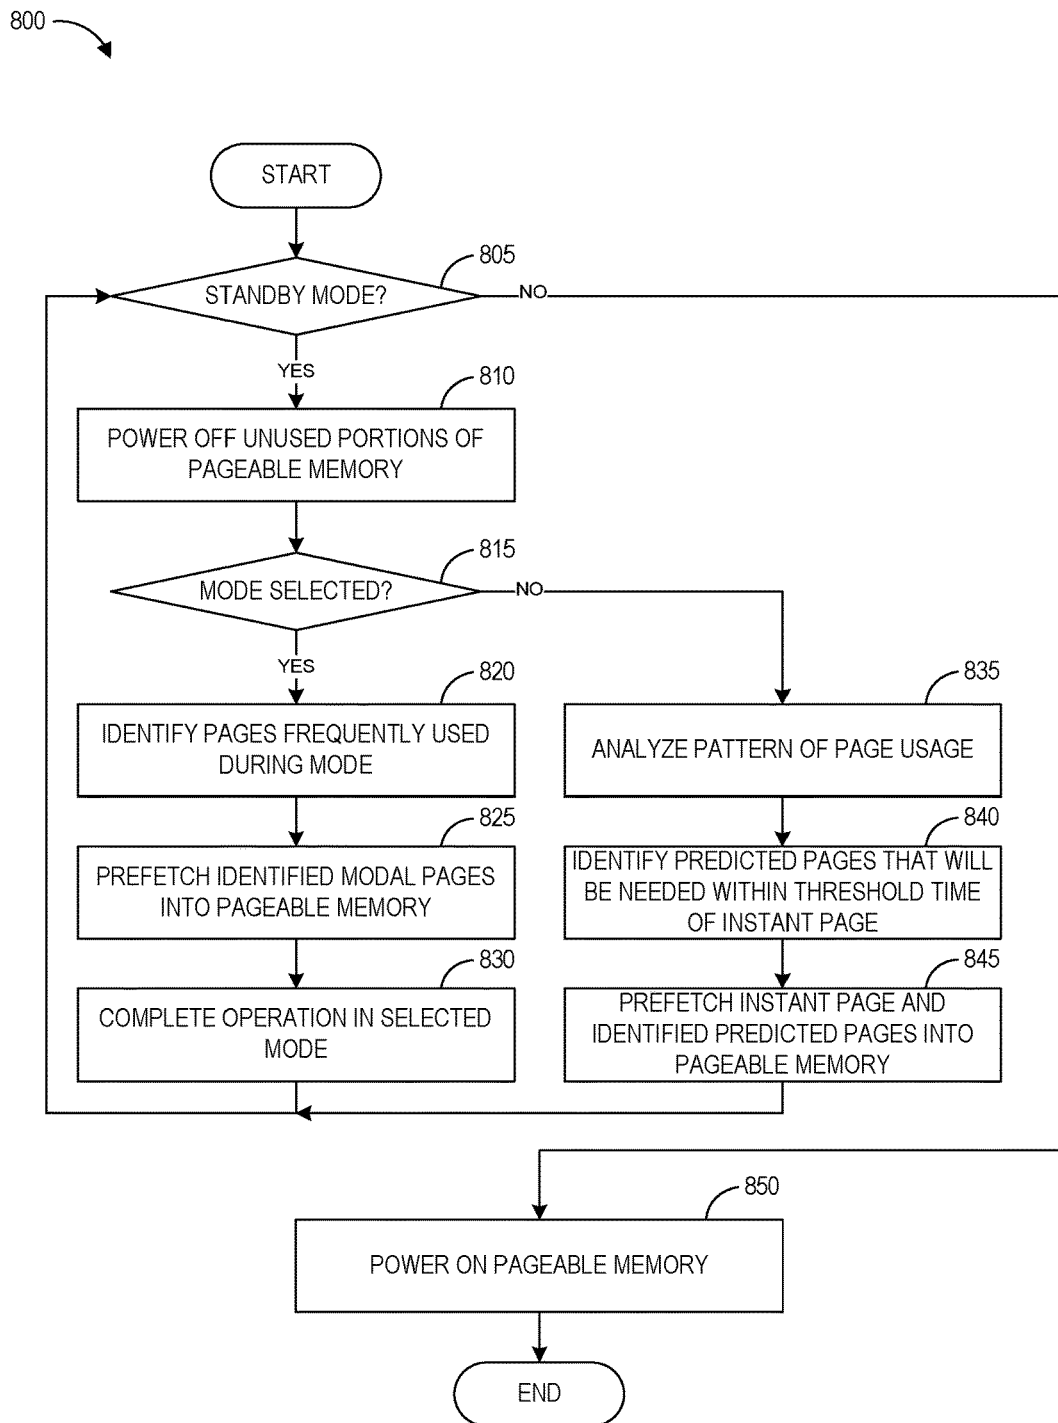 800
START
805
STANDBY MODE?
NO
YES
810
POWER OFF UNUSED PORTIONS OF
PAGEABLE MEMORY
815
MODE SELECTED?
NO
YES
820
IDENTIFY PAGES FREQUENTLY USED
DURING MODE
835
ANALYZE PATTERN OF PAGE USAGE
825
PREFETCH IDENTIFIED MODAL PAGES
INTO PAGEABLE MEMORY
840
IDENTIFY PREDICTED PAGES THAT WILL
BE NEEDED WITHIN THRESHOLD TIME
OF INSTANT PAGE
830
COMPLETE OPERATION IN SELECTED
MODE
845
PREFETCH INSTANT PAGE AND
IDENTIFIED PREDICTED PAGES INTO
PAGEABLE MEMORY
850
POWER ON PAGEABLE MEMORY
END